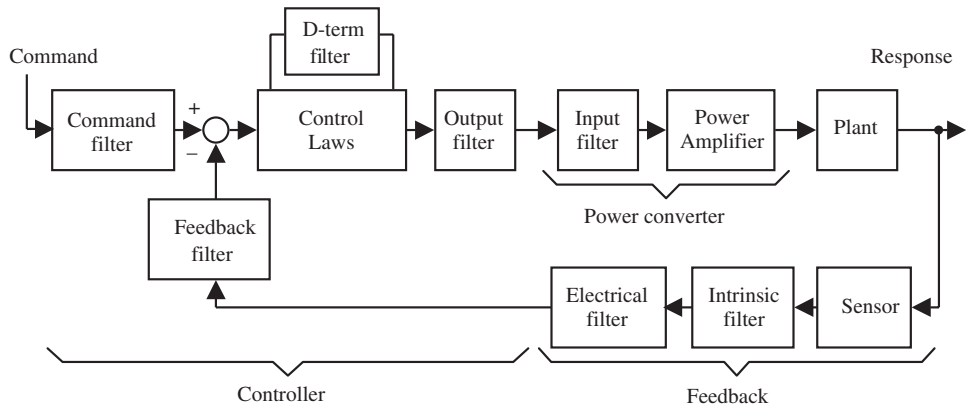 D-term
filter
Command
Response
+
Command
filter
Control
Laws
Output
filter
Input
filter
Power
Amplifier
Plant
−
Power converter
Feedback
filter
Electrical
filter
Intrinsic
filter
Sensor
Controller
Feedback